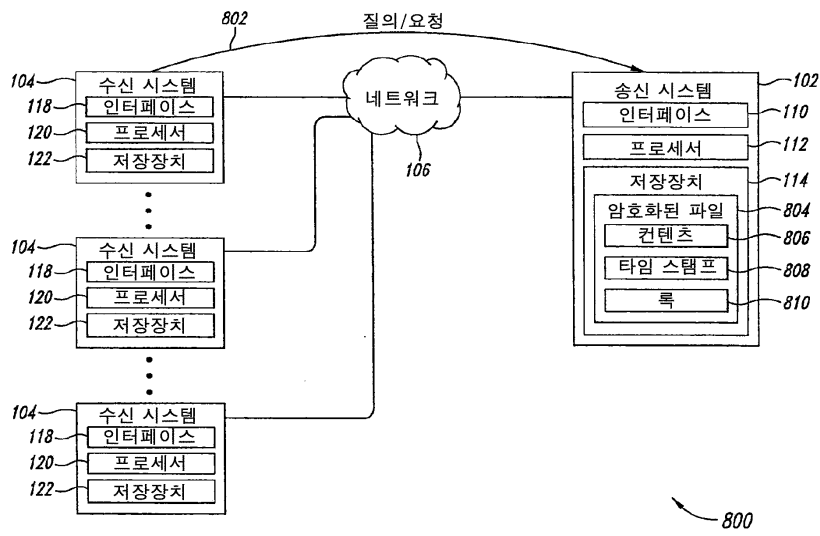 802
질의/요청
104
수신 시스템
118
인터페이스
120
프로세서
122
저장장치
네트워크
106
102
송신 시스템
인터페이스
110
프로세서
112
저장장치
114
암호화된 파일
804
컨텐츠
806
타임 스탬프
808
록
810
104
수신 시스템
118
인터페이스
120
프로세서
122
저장장치
104
수신 시스템
118
인터페이스
120
프로세서
122
저장장치
800